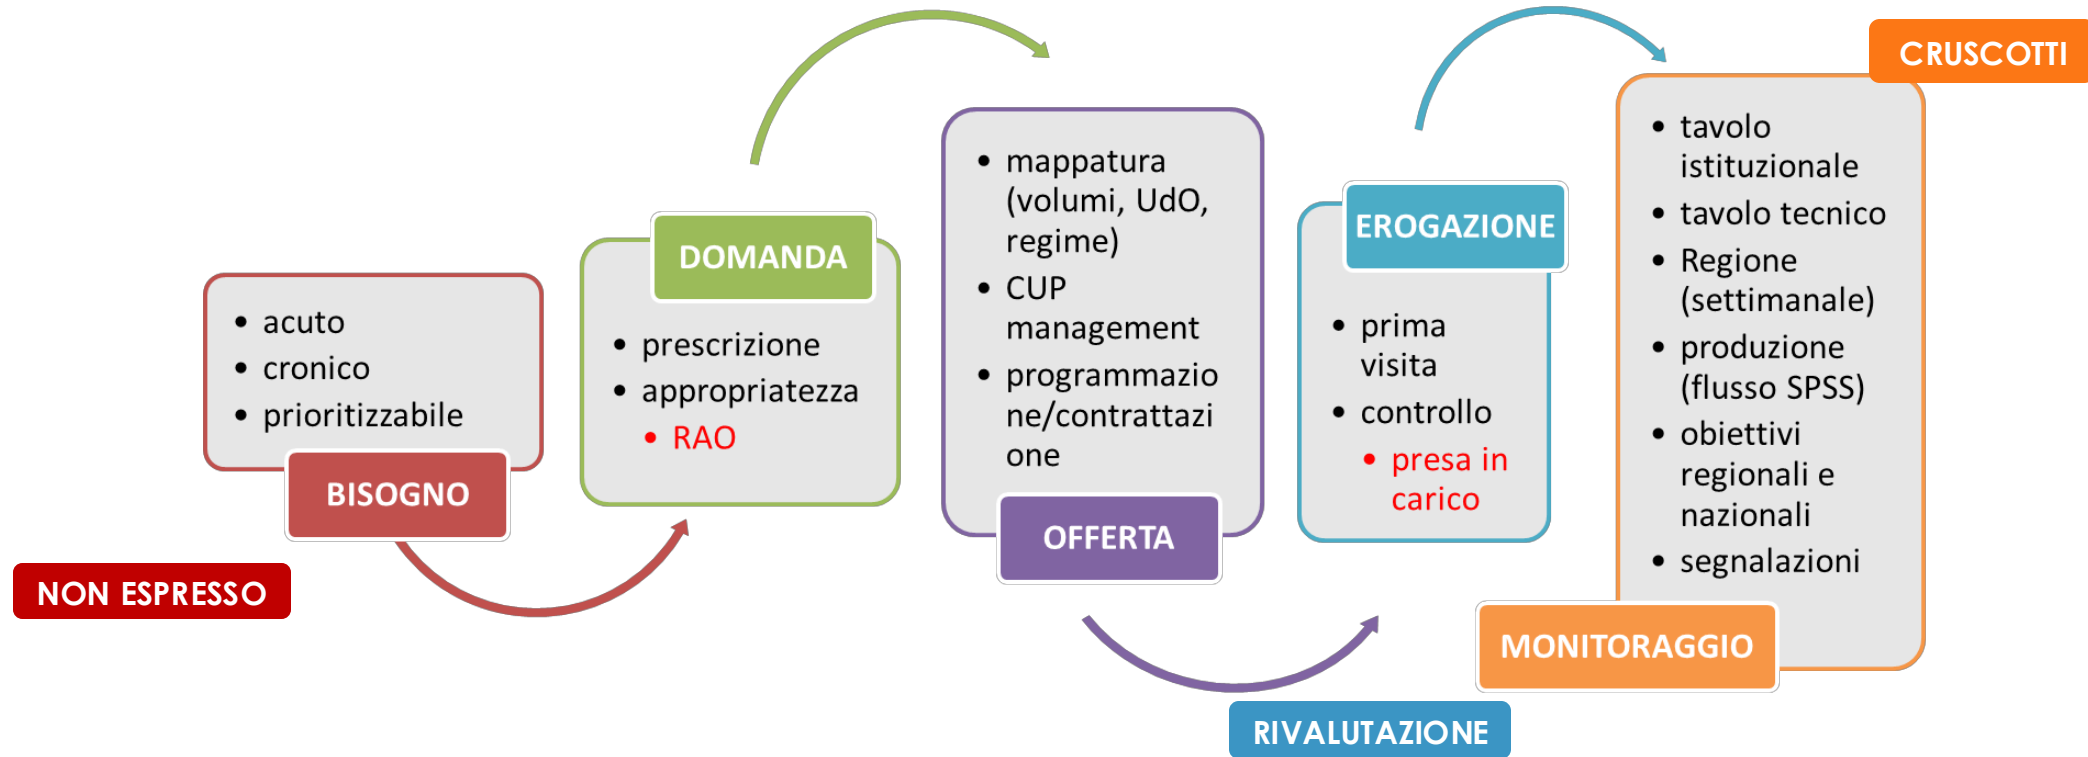 NON ESPRESSO
• acuto
• cronico
• prioritizzabile
BISOGNO
DOMANDA
• prescrizione
• appropriatezza
• RAO
• mappatura
(volumi, UdO,
regime)
• CUP
management
• programmazio
ne/contrattazi
one
OFFERTA
EROGAZIONE
• prima
visita
• controllo
• presa in
carico
RIVALUTAZIONE
CRUSCOTTI
• tavolo
istituzionale
• tavolo tecnico
• Regione
(settimanale)
• produzione
(flusso SPSS)
• obiettivi
regionali e
nazionali
• segnalazioni
MONITORAGGIO